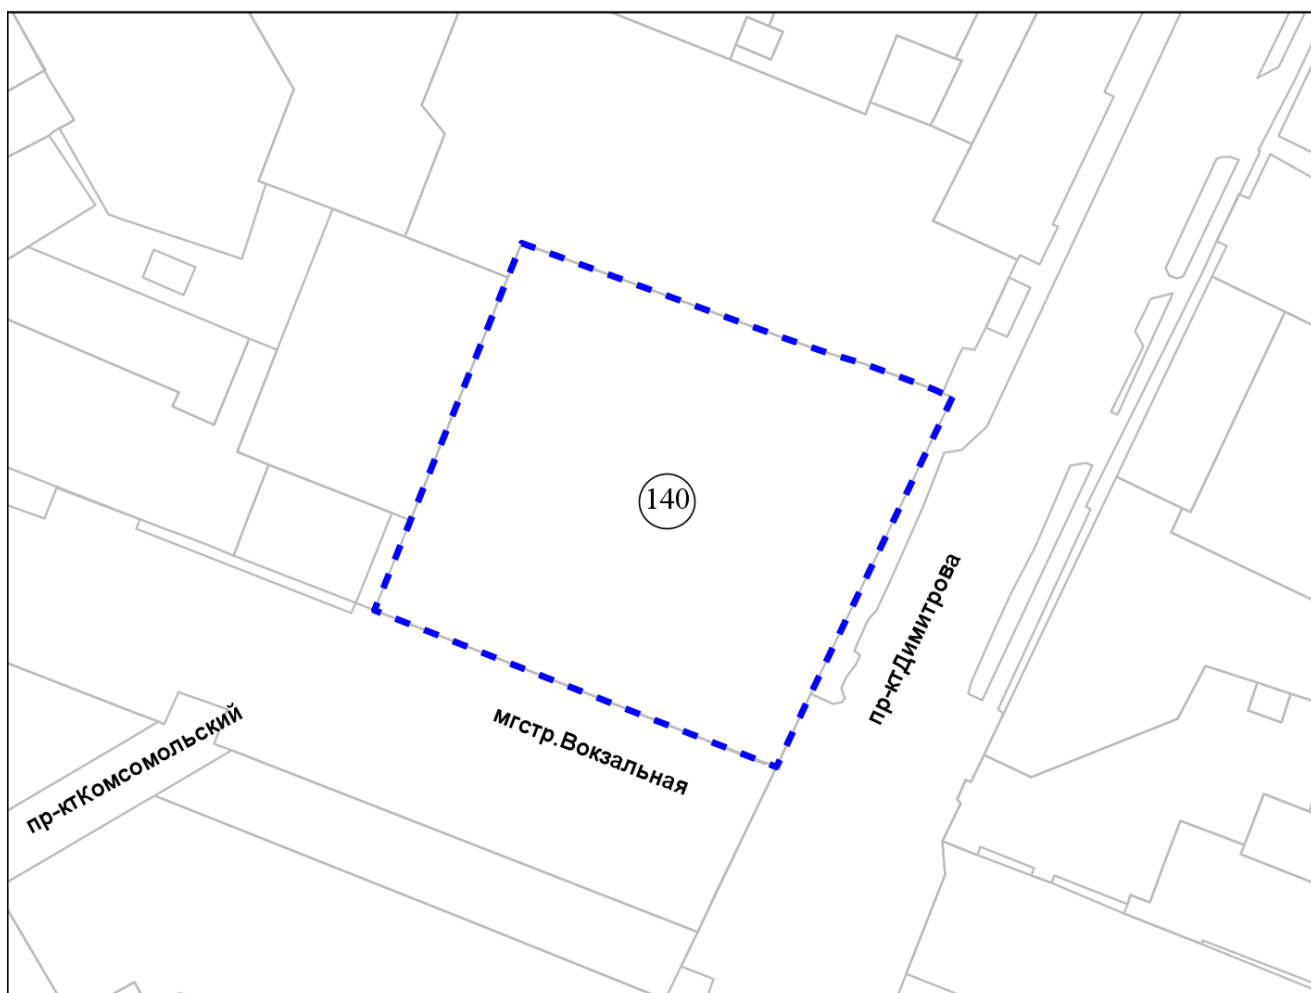 140
пр-ктДимитрова
мгстр.Вокзальная
пр-ктКомсомольский